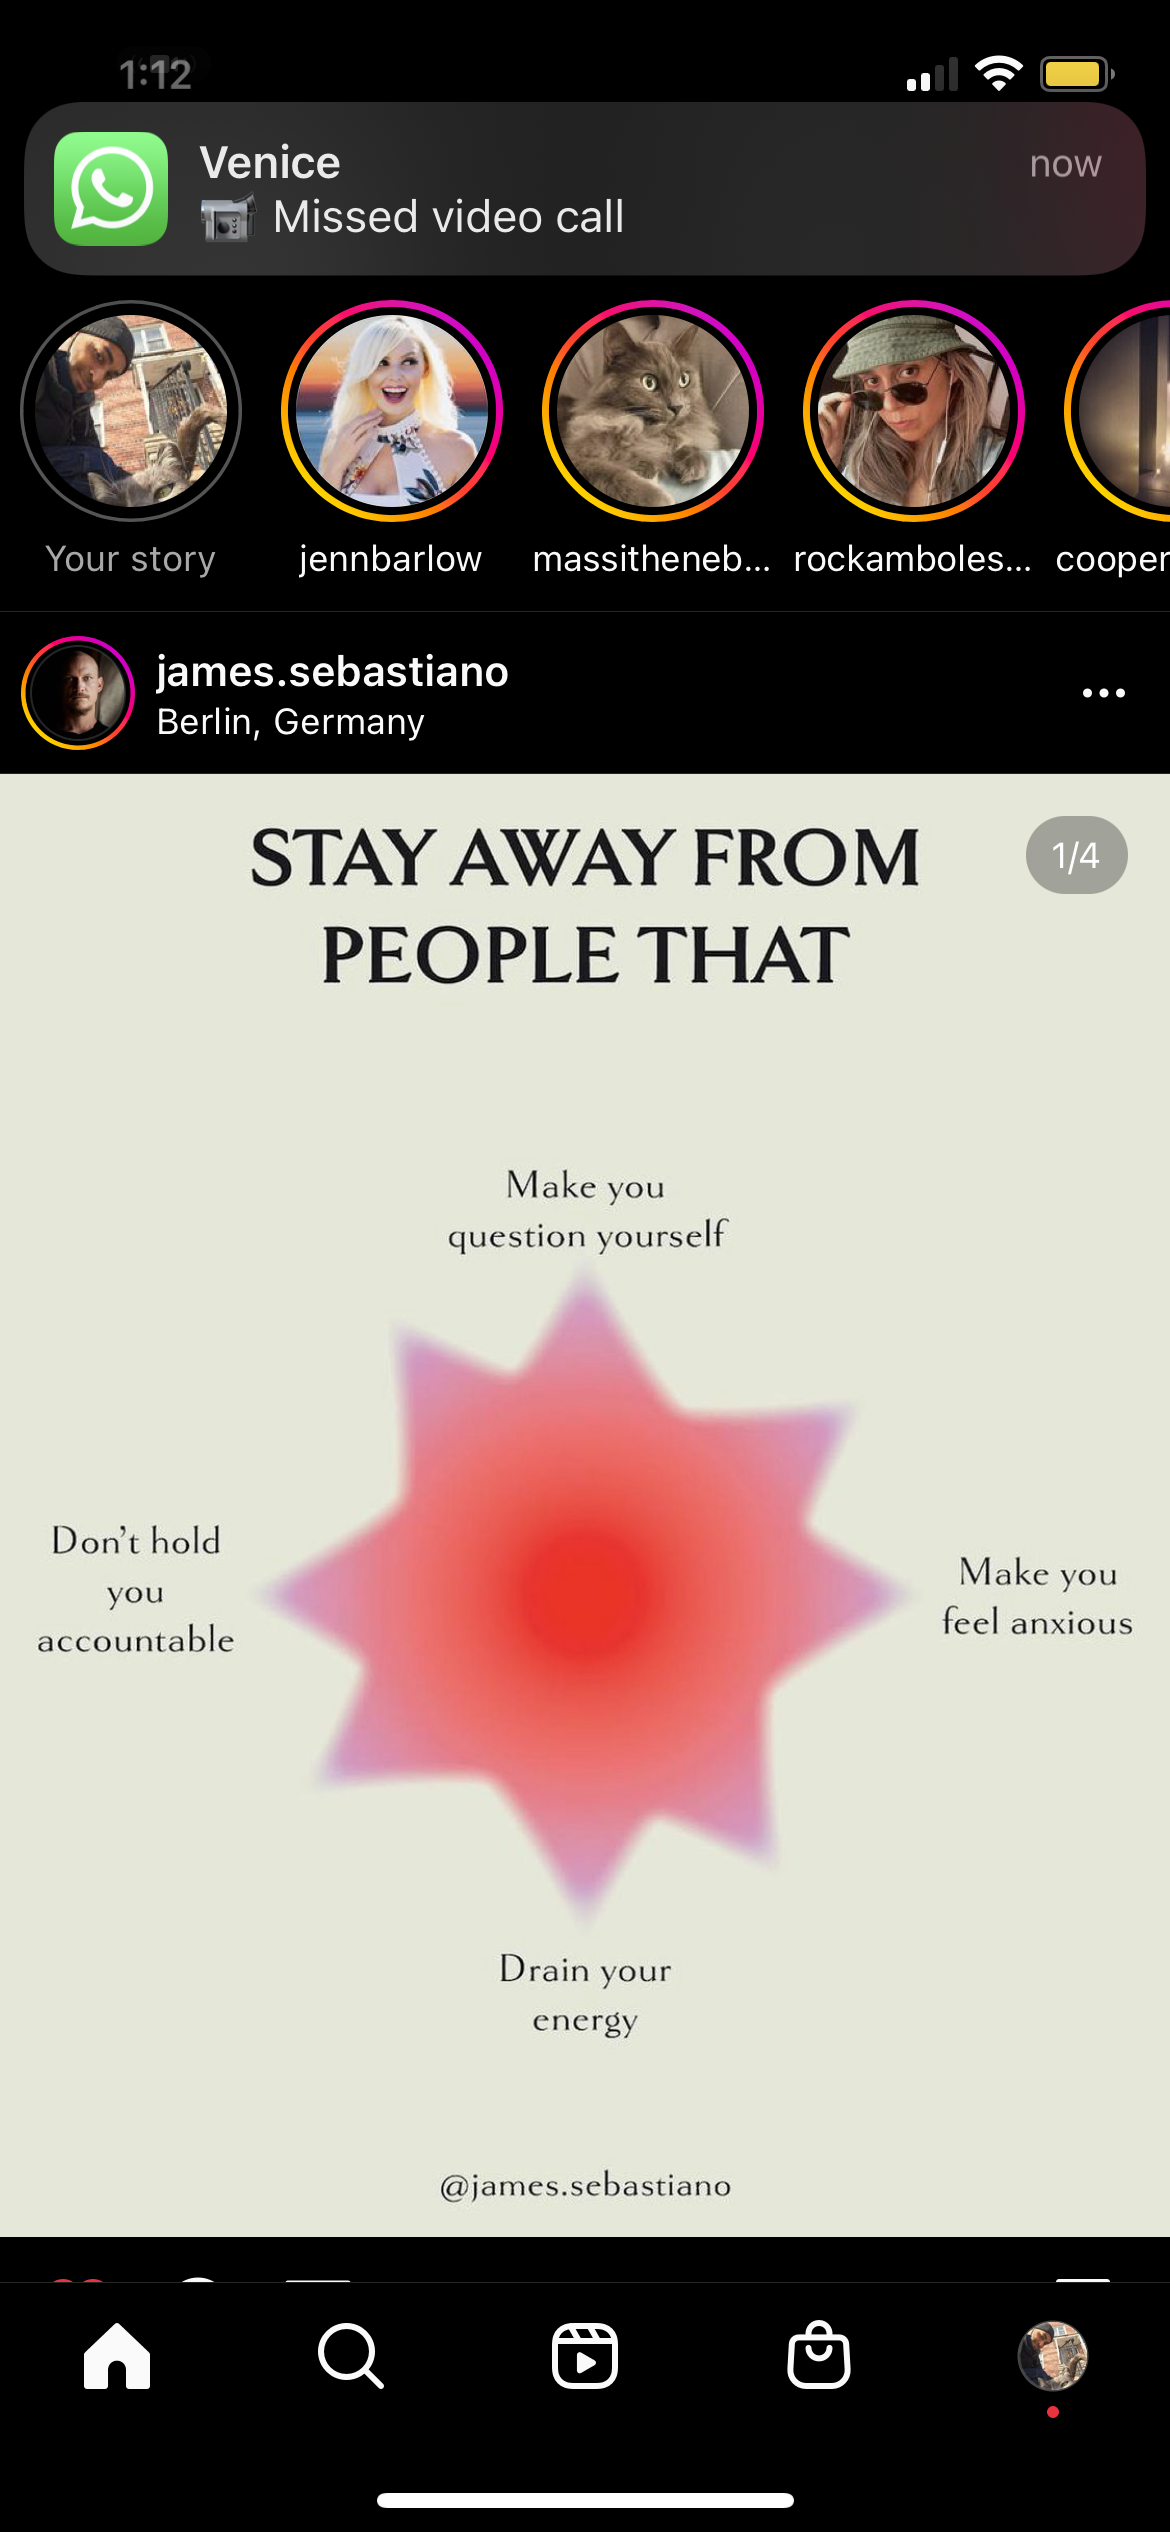 1:12
Venice
now
Missed video call
Your story
jennbarlow
massitheneb...
rockamboles...
cooper
james.sebastiano
Berlin, Germany
1/4
STAY AWAY FROM
PEOPLE THAT
Make you
question yourself
Don't hold
you
accountable
Make you
feel anxious
Drain your
energy
@james.sebastiano